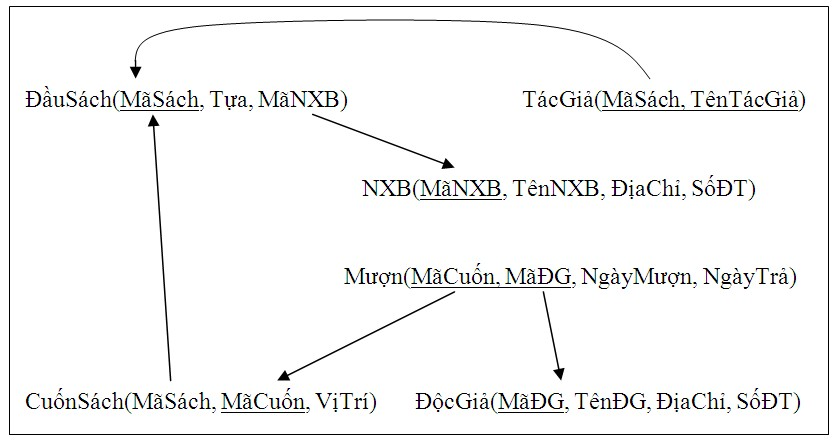 ĐầuSách(MãSách, Tựa, MãNXB)
TácGiả(MãSách, TênTácGiả)
NXB(MãNXB, TênNXB, ĐịaChỉ, SốĐT)
Mượn(MãCuốn, MãĐG, NgàyMượn, NgàyTrả)
CuốnSách(MãSách, MãCuốn, VịTrí)
ĐộcGiả(MãĐG, TênĐG, ĐịaChỉ, SốĐT)